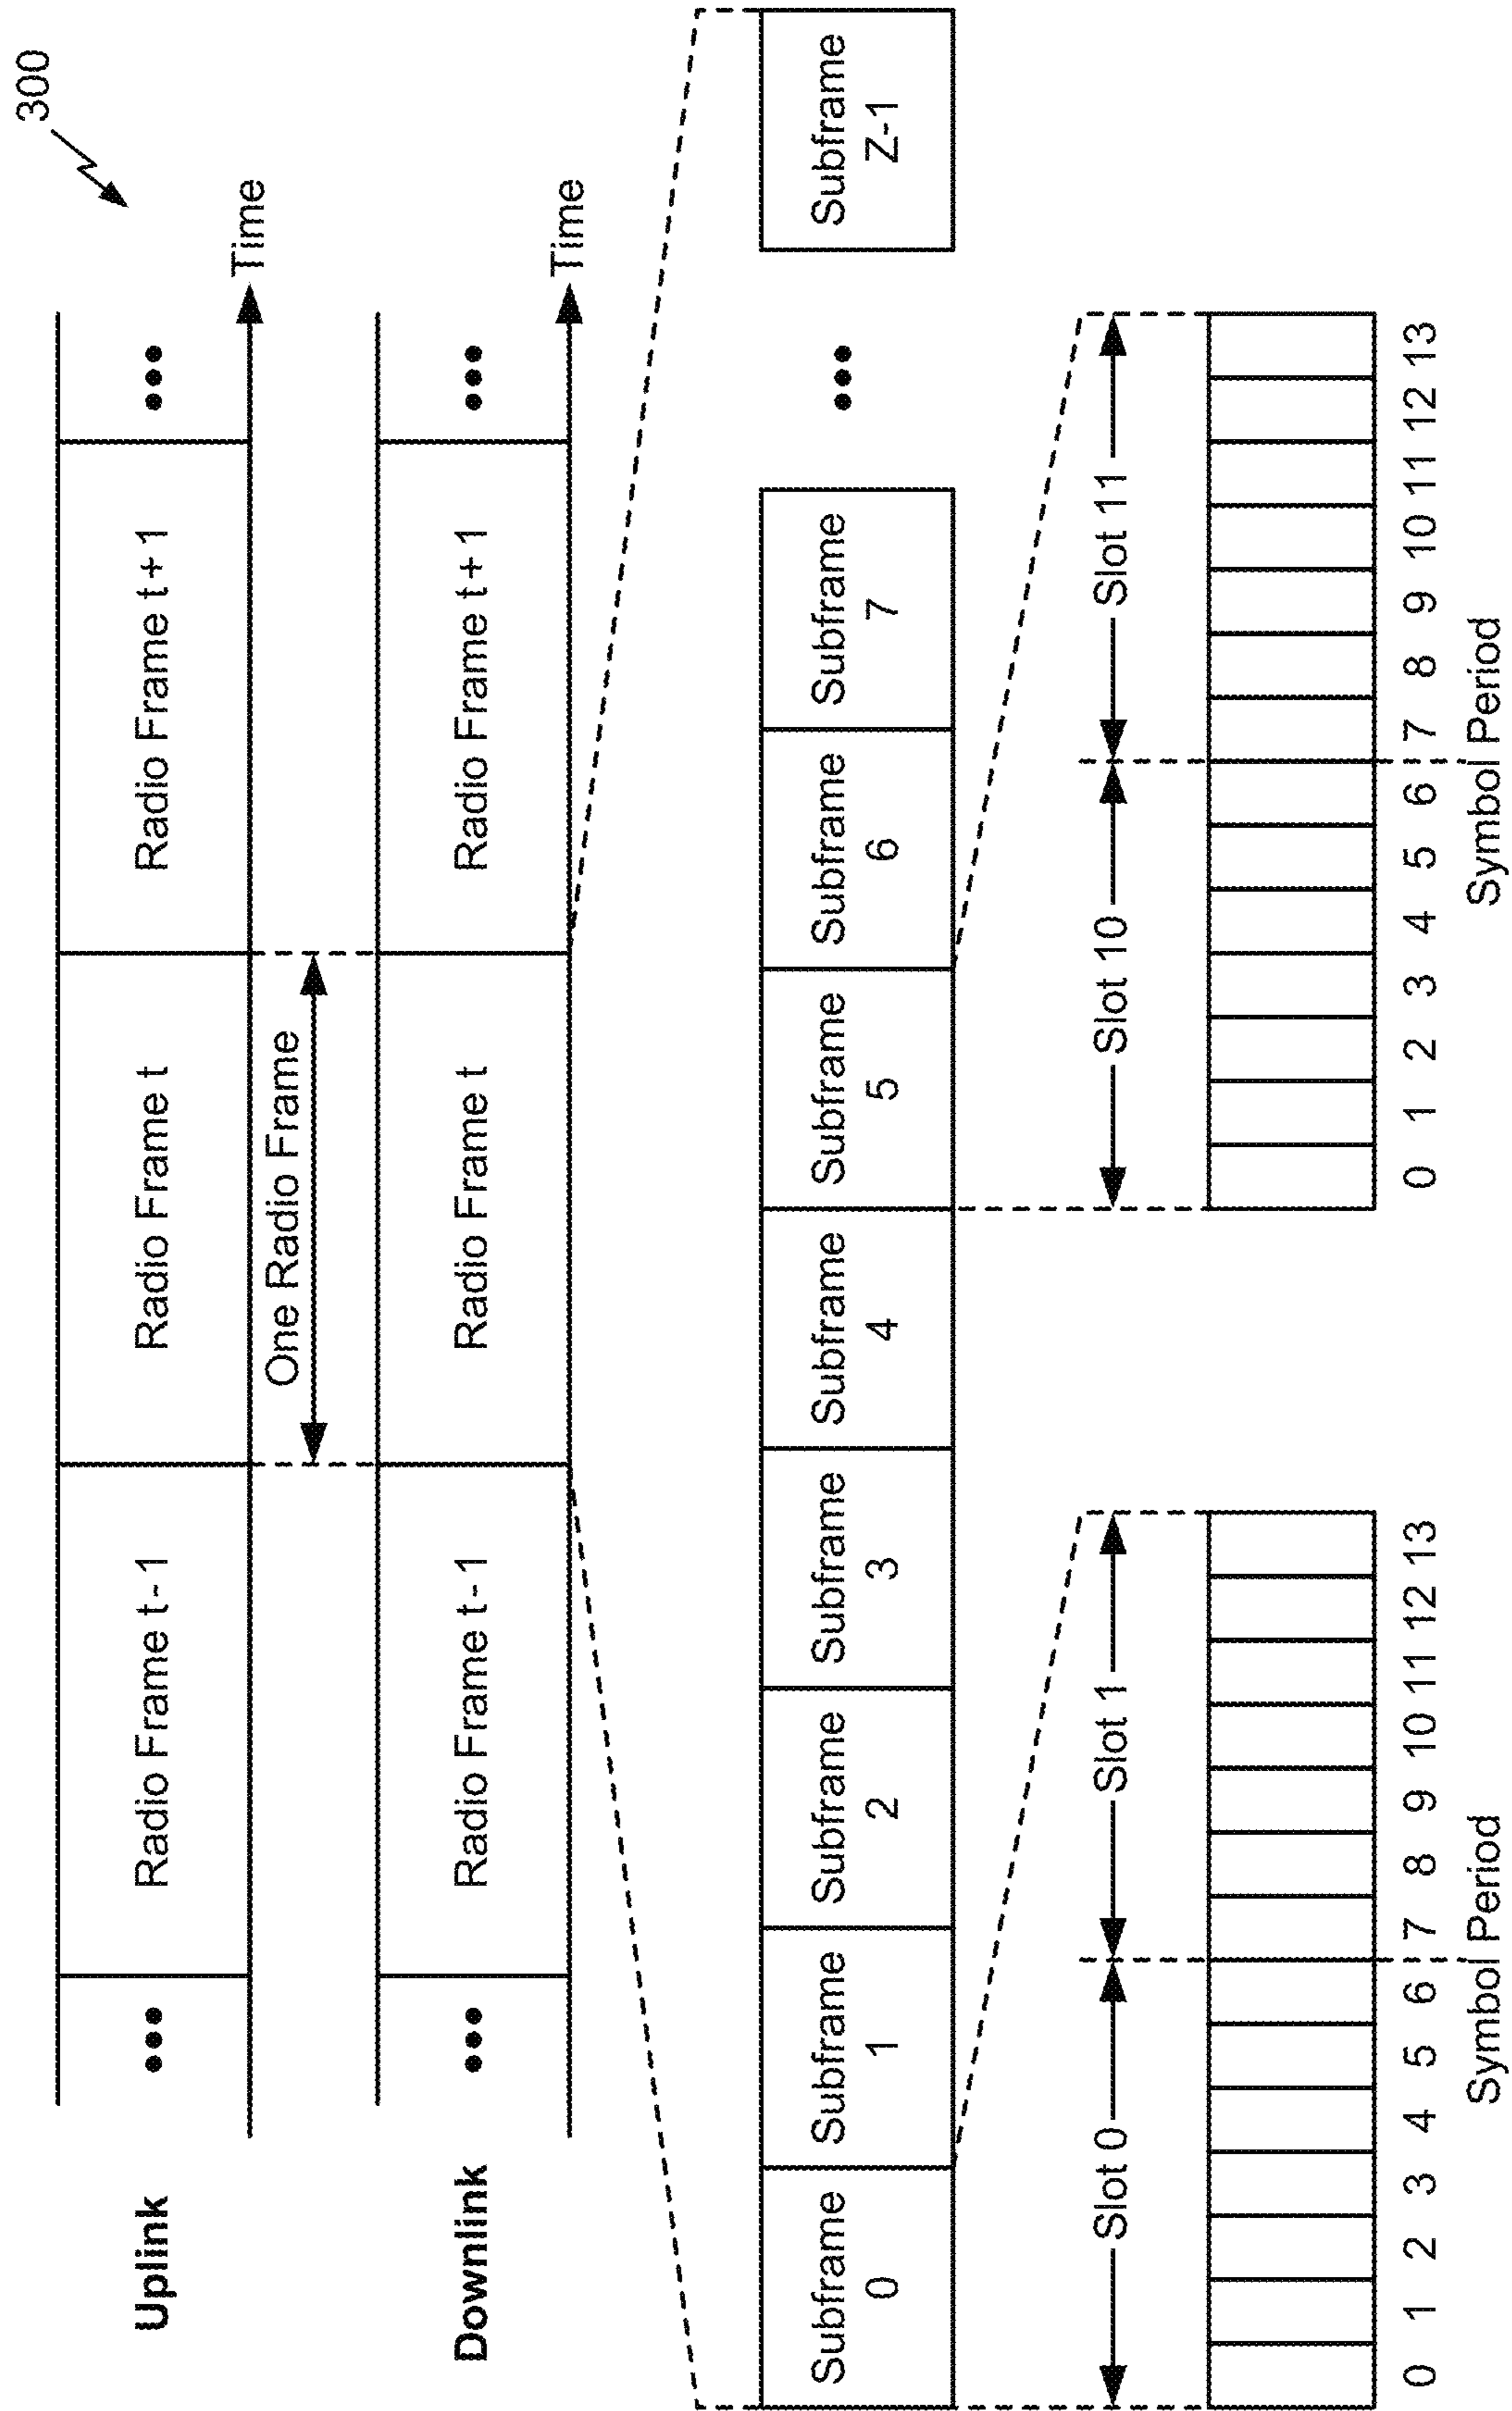 300
Uplink
••• Radio Frame t-1 Radio Frame t Radio Frame t+1 •••
Time
One Radio Frame
Downlink
••• Radio Frame t-1 Radio Frame t Radio Frame t+1 •••
Time
Subframe Subframe Subframe Subframe Subframe Subframe Subframe Subframe ••• Subframe
0 1 2 3 4 5 6 7 Z-1
Slot 0 Slot 1 Slot 10 Slot 11
0 1 2 3 4 5 6 7 8 9 10 11 12 13 0 1 2 3 4 5 6 7 8 9 10 11 12 13
Symbol Period Symbol Period